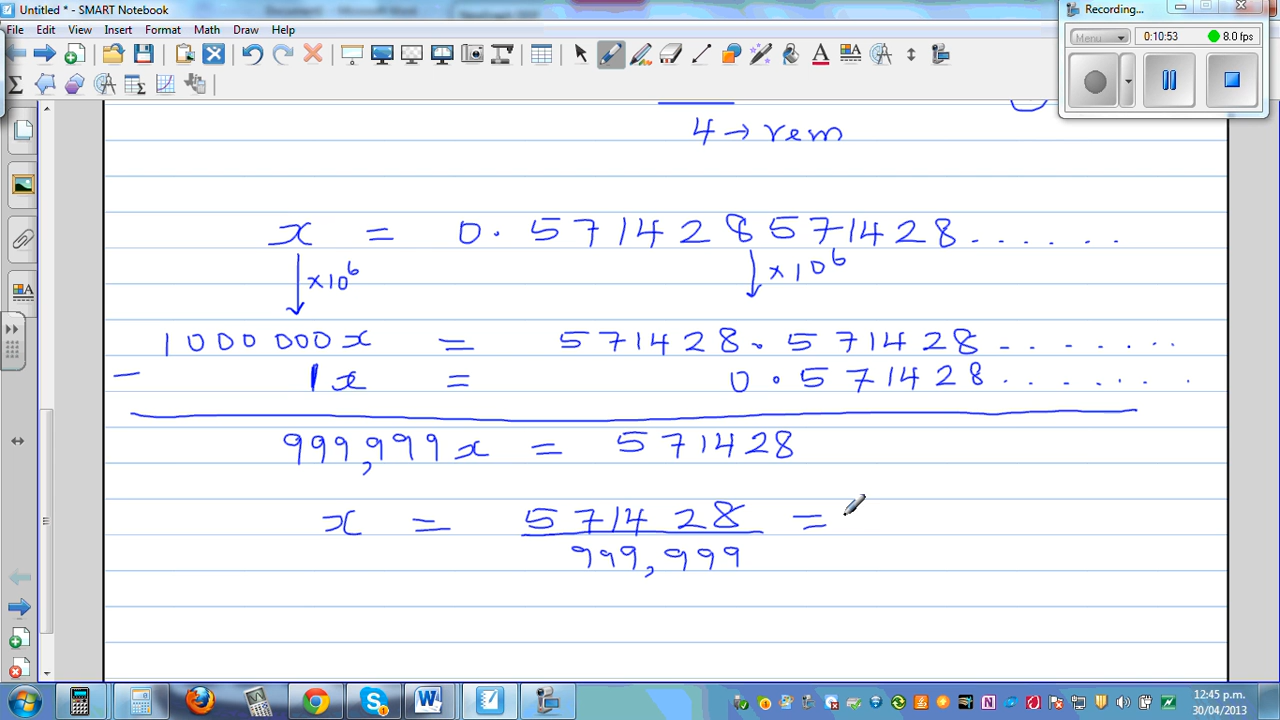 Untitled * - SMART Notebook
Recording...
File Edit View Insert Format Math Draw Help
Menu
0:10:53
8.0 fps
4 → rem
x = 0.571428571428......
×10⁶ ×10⁶
1000000x = 571428.571428.......
- 1x = 0.571428.......
999,999x = 571428
x = 571428/999,999 =
12:45 p.m.
30/04/2013